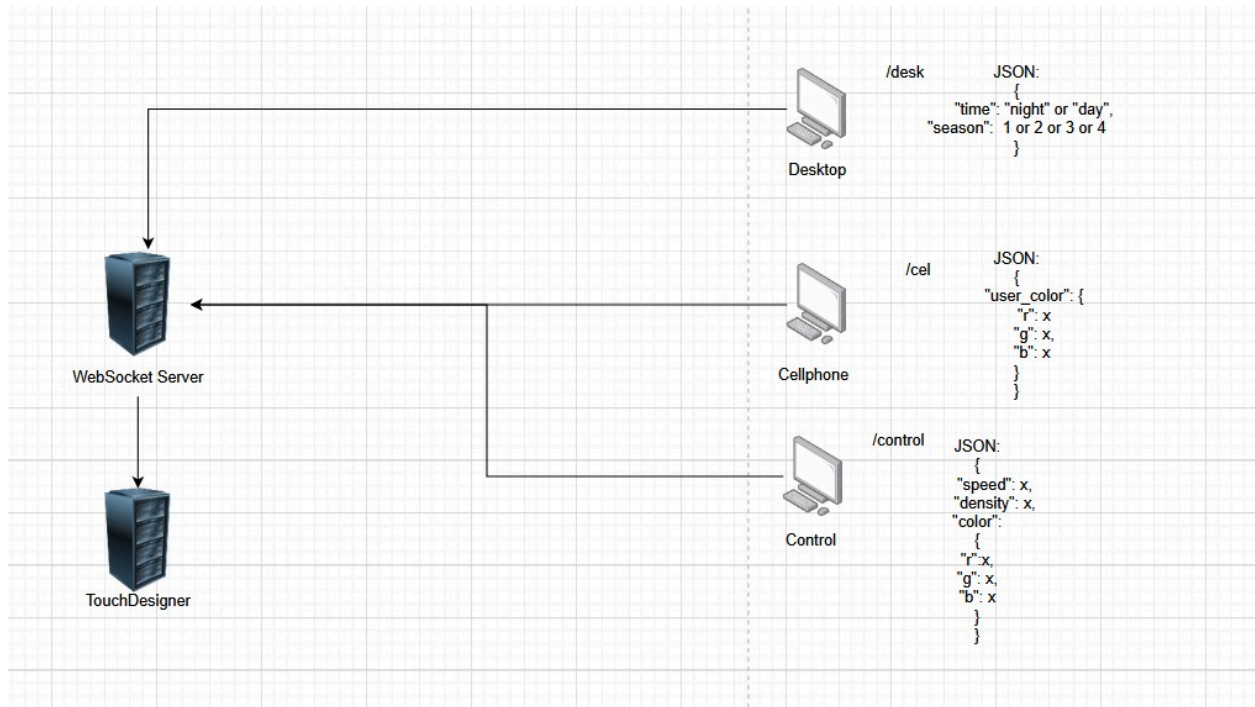 /desk
JSON:
{
"time": "night" or "day",
"season": 1 or 2 or 3 or 4
}
Desktop
/cel
JSON:
{
"user_color": {
"r": x
"g": x,
"b": x
}
}
Cellphone
WebSocket Server
/control
JSON:
{
"speed": x,
"density": x,
"color":
{
"r":x,
"g": x,
"b": x
}
}
Control
TouchDesigner